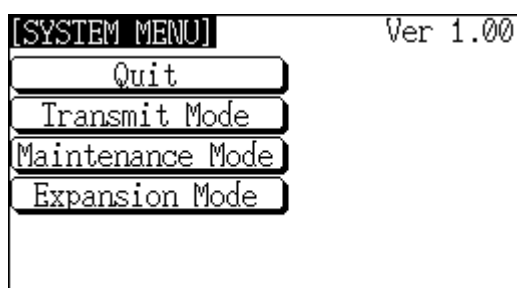 [SYSTEM MENU] Ver 1.00
Quit
Transmit Mode
Maintenance Mode
Expansion Mode